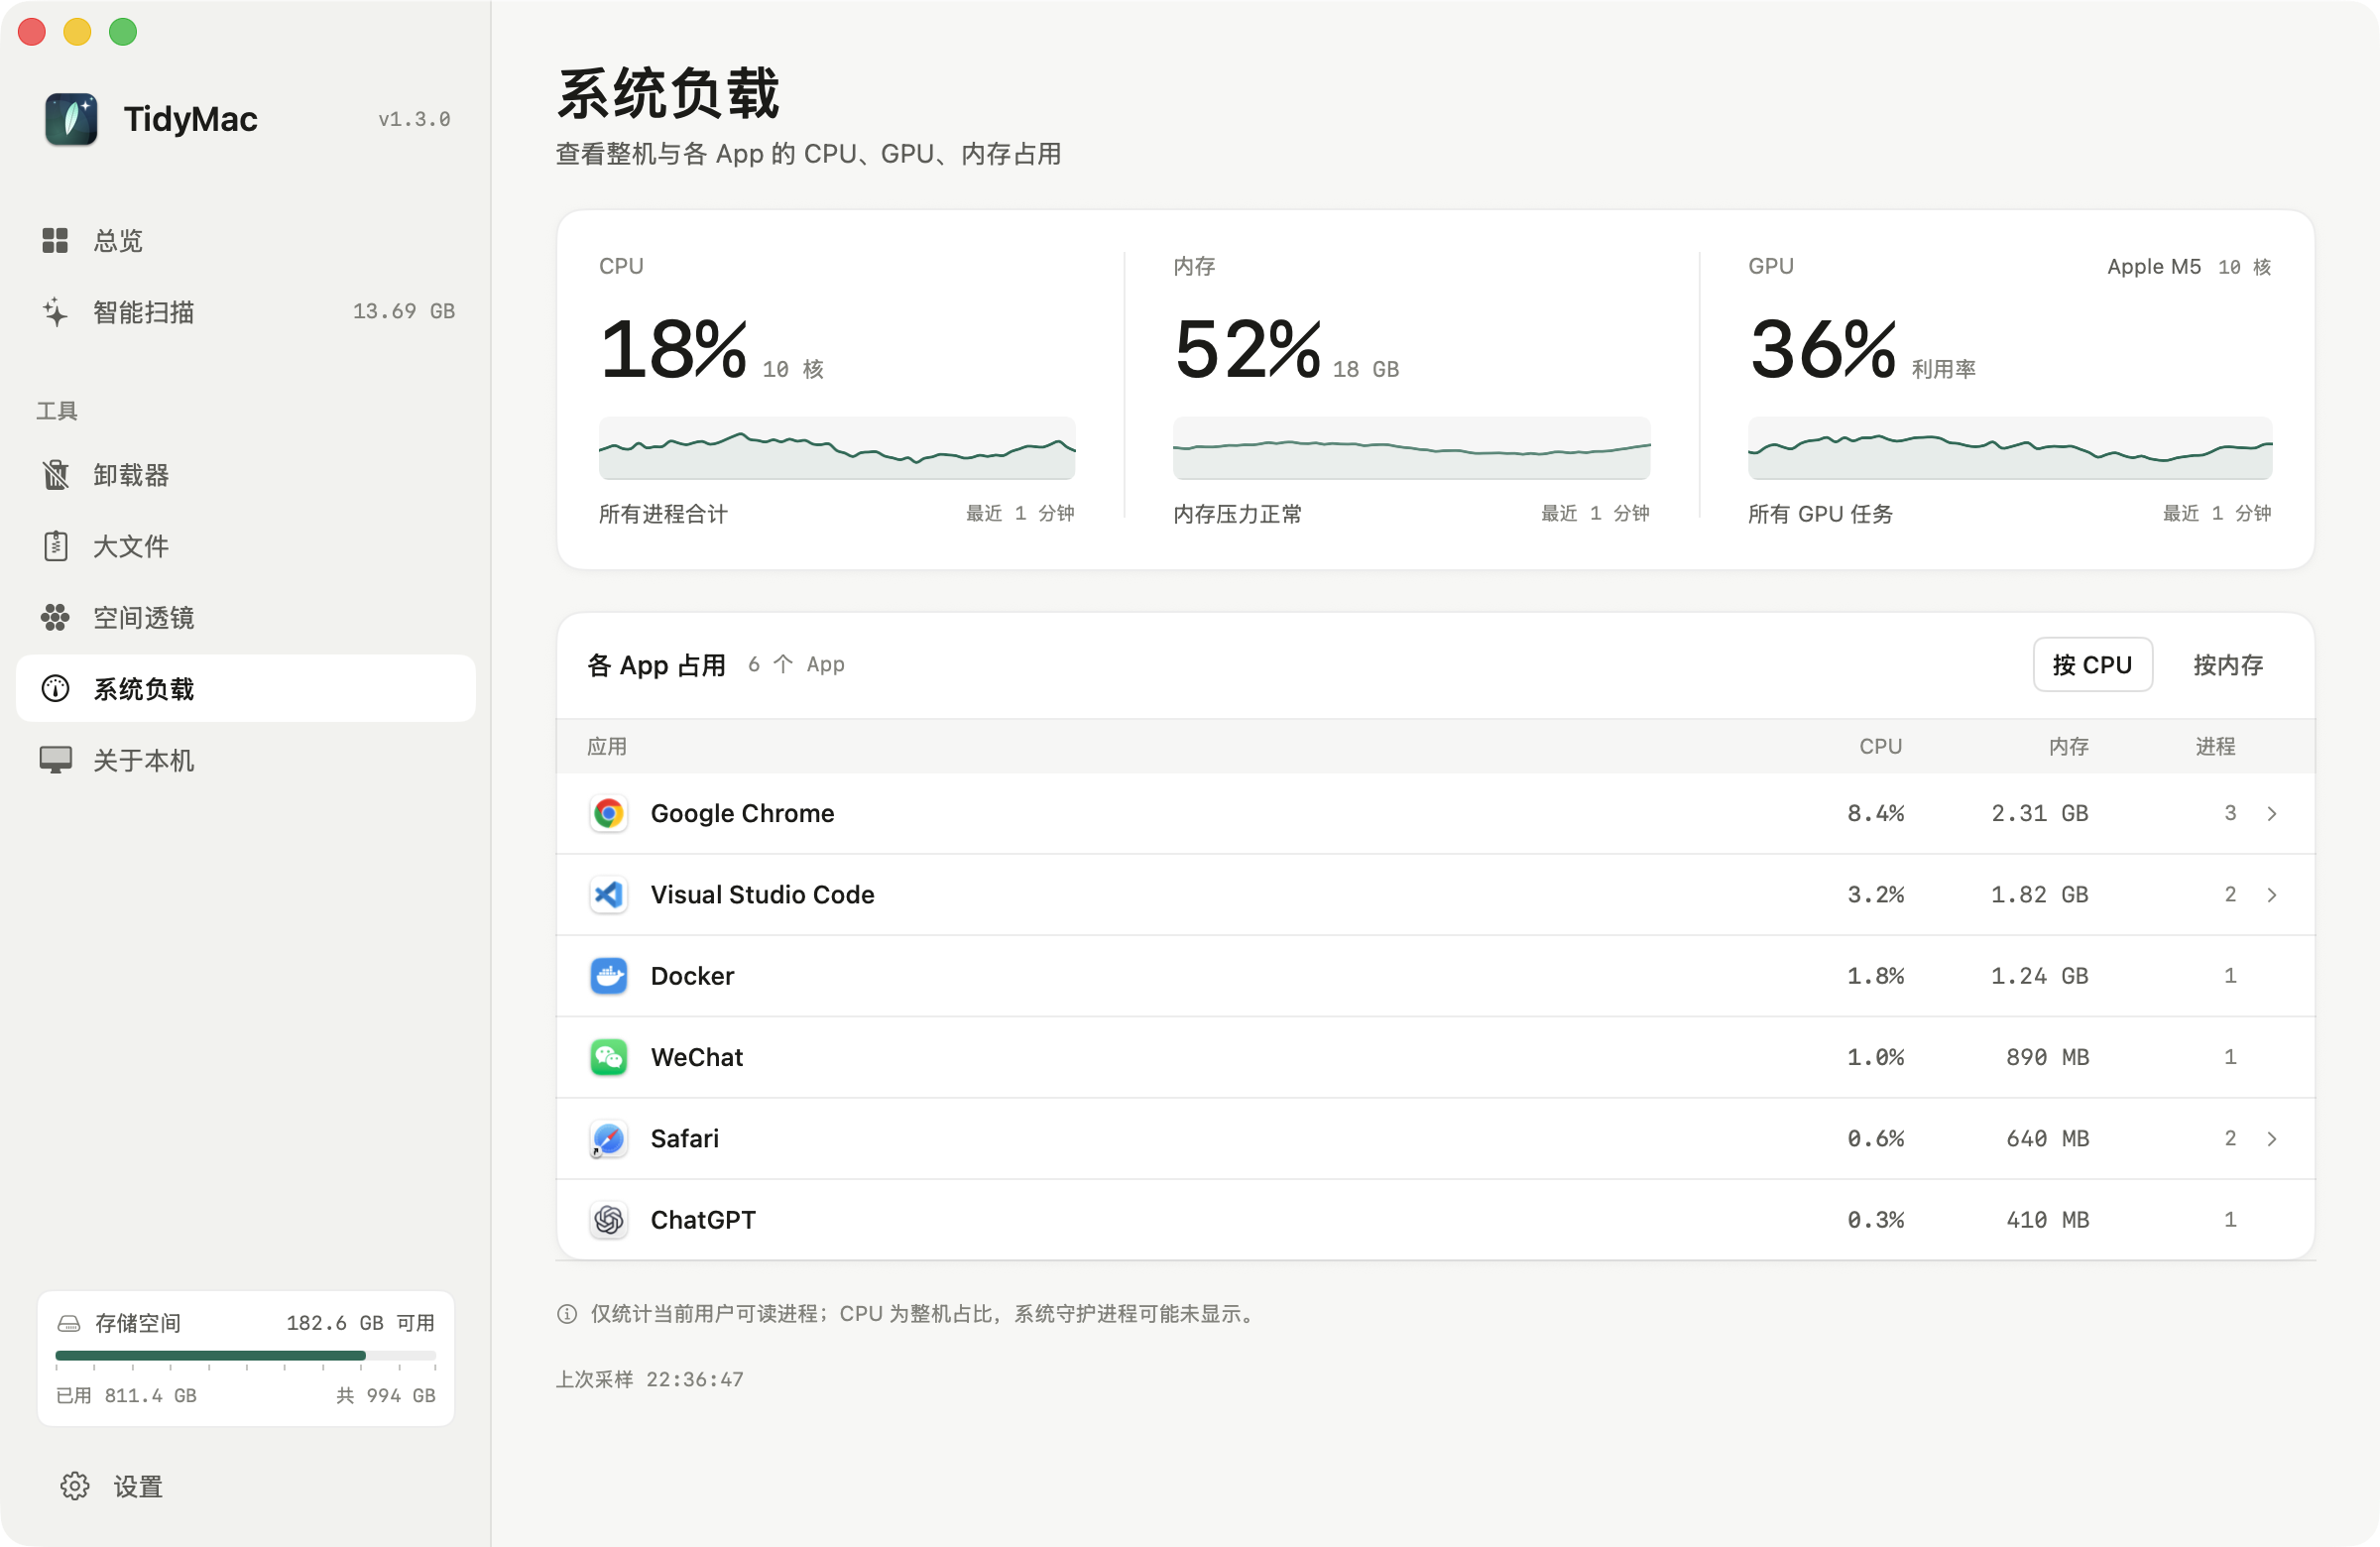 TidyMac v1.3.0
总览
智能扫描 13.69 GB
工具
卸载器
大文件
空间透镜
系统负载
关于本机
存储空间 182.6 GB 可用
已用 811.4 GB 共 994 GB
设置
系统负载
查看整机与各 App 的 CPU、GPU、内存占用
CPU
18% 10 核
所有进程合计 最近 1 分钟
内存
52% 18 GB
内存压力正常 最近 1 分钟
GPU Apple M5 10 核
36% 利用率
所有 GPU 任务 最近 1 分钟
各 App 占用 6 个 App 按 CPU 按内存
应用 CPU 内存 进程
Google Chrome 8.4% 2.31 GB 3
Visual Studio Code 3.2% 1.82 GB 2
Docker 1.8% 1.24 GB 1
WeChat 1.0% 890 MB 1
Safari 0.6% 640 MB 2
ChatGPT 0.3% 410 MB 1
仅统计当前用户可读进程；CPU 为整机占比，系统守护进程可能未显示。
上次采样 22:36:47